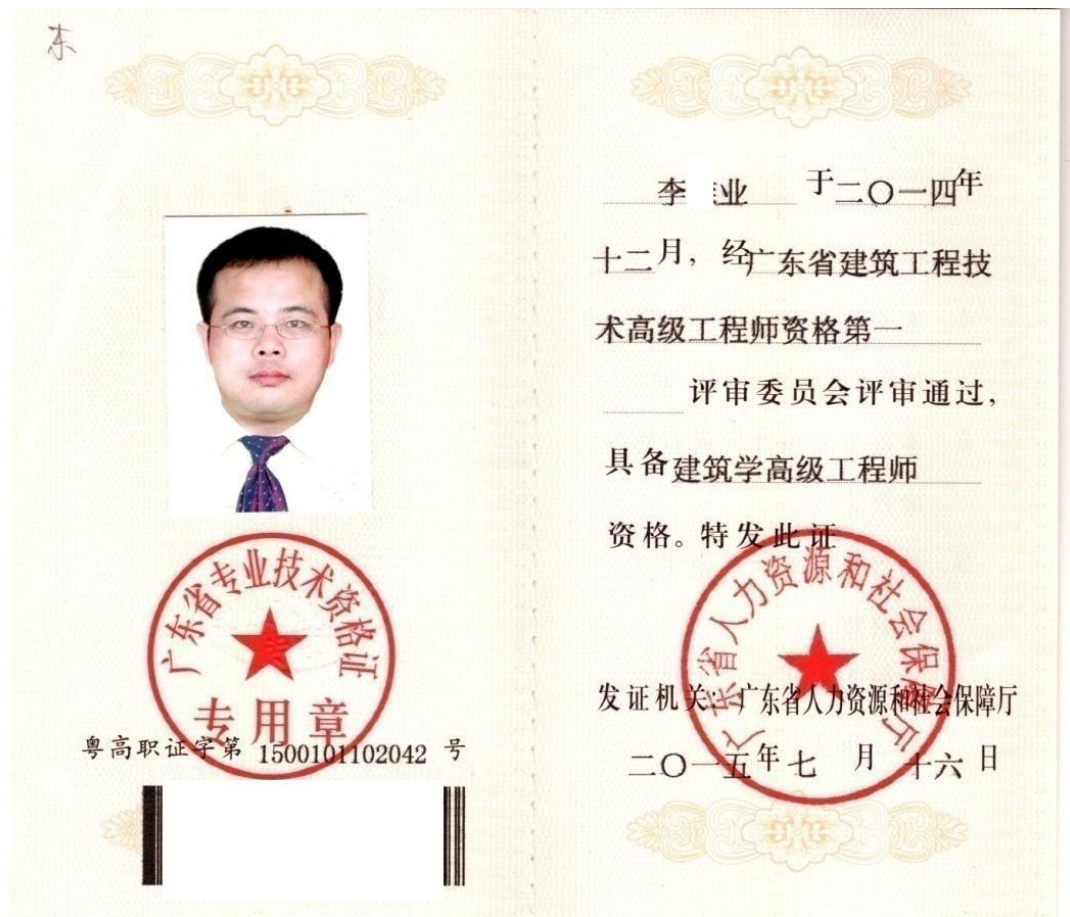 东
广东省专业技术资格证
专用章
粤高职证字第 1500101102042 号
李 业 于二〇一四年
十二月，经广东省建筑工程技
术高级工程师资格第一
评审委员会评审通过，
具备建筑学高级工程师
资格。特发此证
广东省人力资源和社会保障厅
发证机关：广东省人力资源和社会保障厅
二〇一五年七月十六日